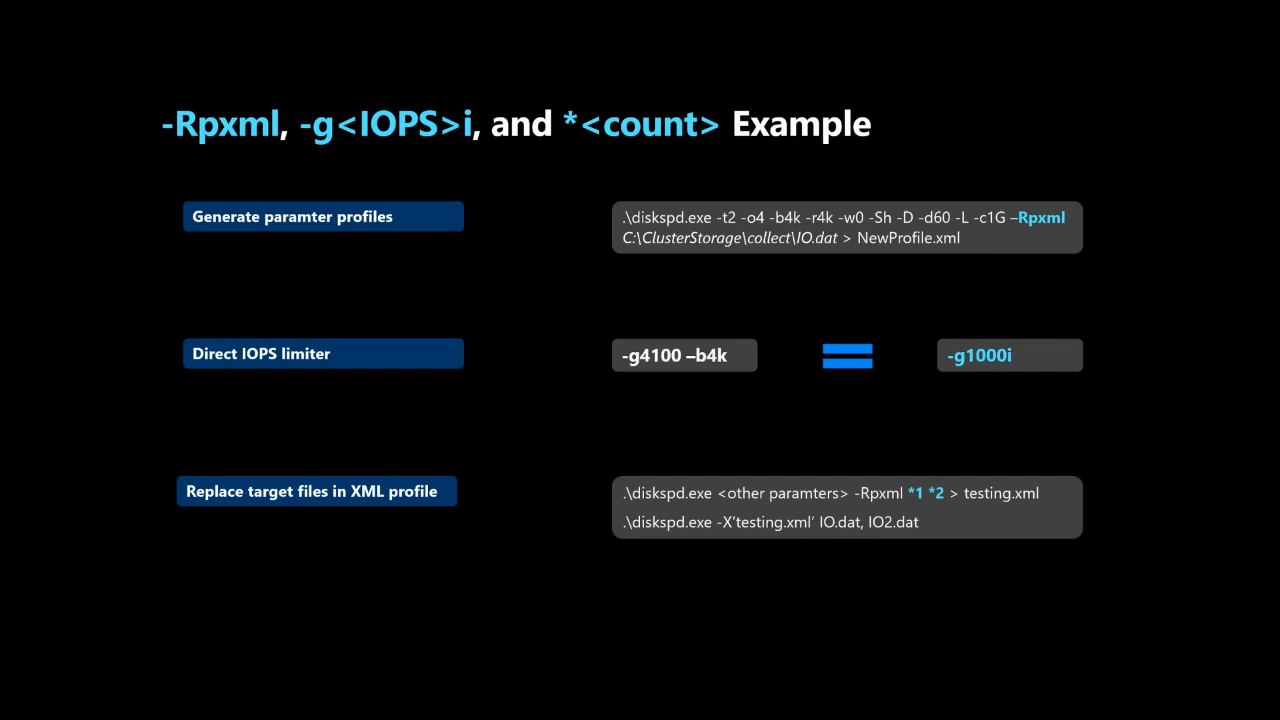 -Rpxml, -g<IOPS>i, and *<count> Example
Generate paramter profiles
.\diskspd.exe -t2 -o4 -b4k -r4k -w0 -Sh -D -d60 -L -c1G –Rpxml
C:\ClusterStorage\collect\IO.dat > NewProfile.xml
Direct IOPS limiter
-g4100 –b4k
-g1000i
Replace target files in XML profile
.\diskspd.exe <other paramters> -Rpxml *1 *2 > testing.xml
.\diskspd.exe -X’testing.xml’ IO.dat, IO2.dat